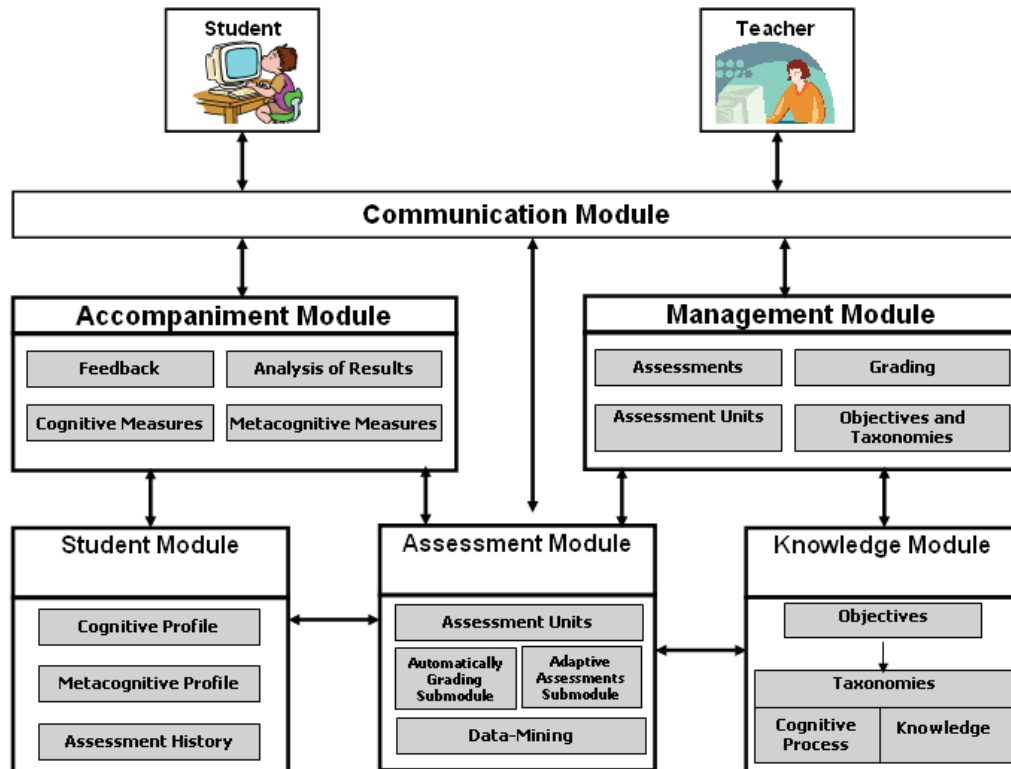 Student
Teacher
Communication Module
Accompaniment Module
Feedback
Analysis of Results
Cognitive Measures
Metacognitive Measures
Management Module
Assessments
Grading
Assessment Units
Objectives and
Taxonomies
Student Module
Cognitive Profile
Metacognitive Profile
Assessment History
Assessment Module
Assessment Units
Automatically
Grading
Submodule
Adaptive
Assessments
Submodule
Data-Mining
Knowledge Module
Objectives
Taxonomies
Cognitive
Process
Knowledge